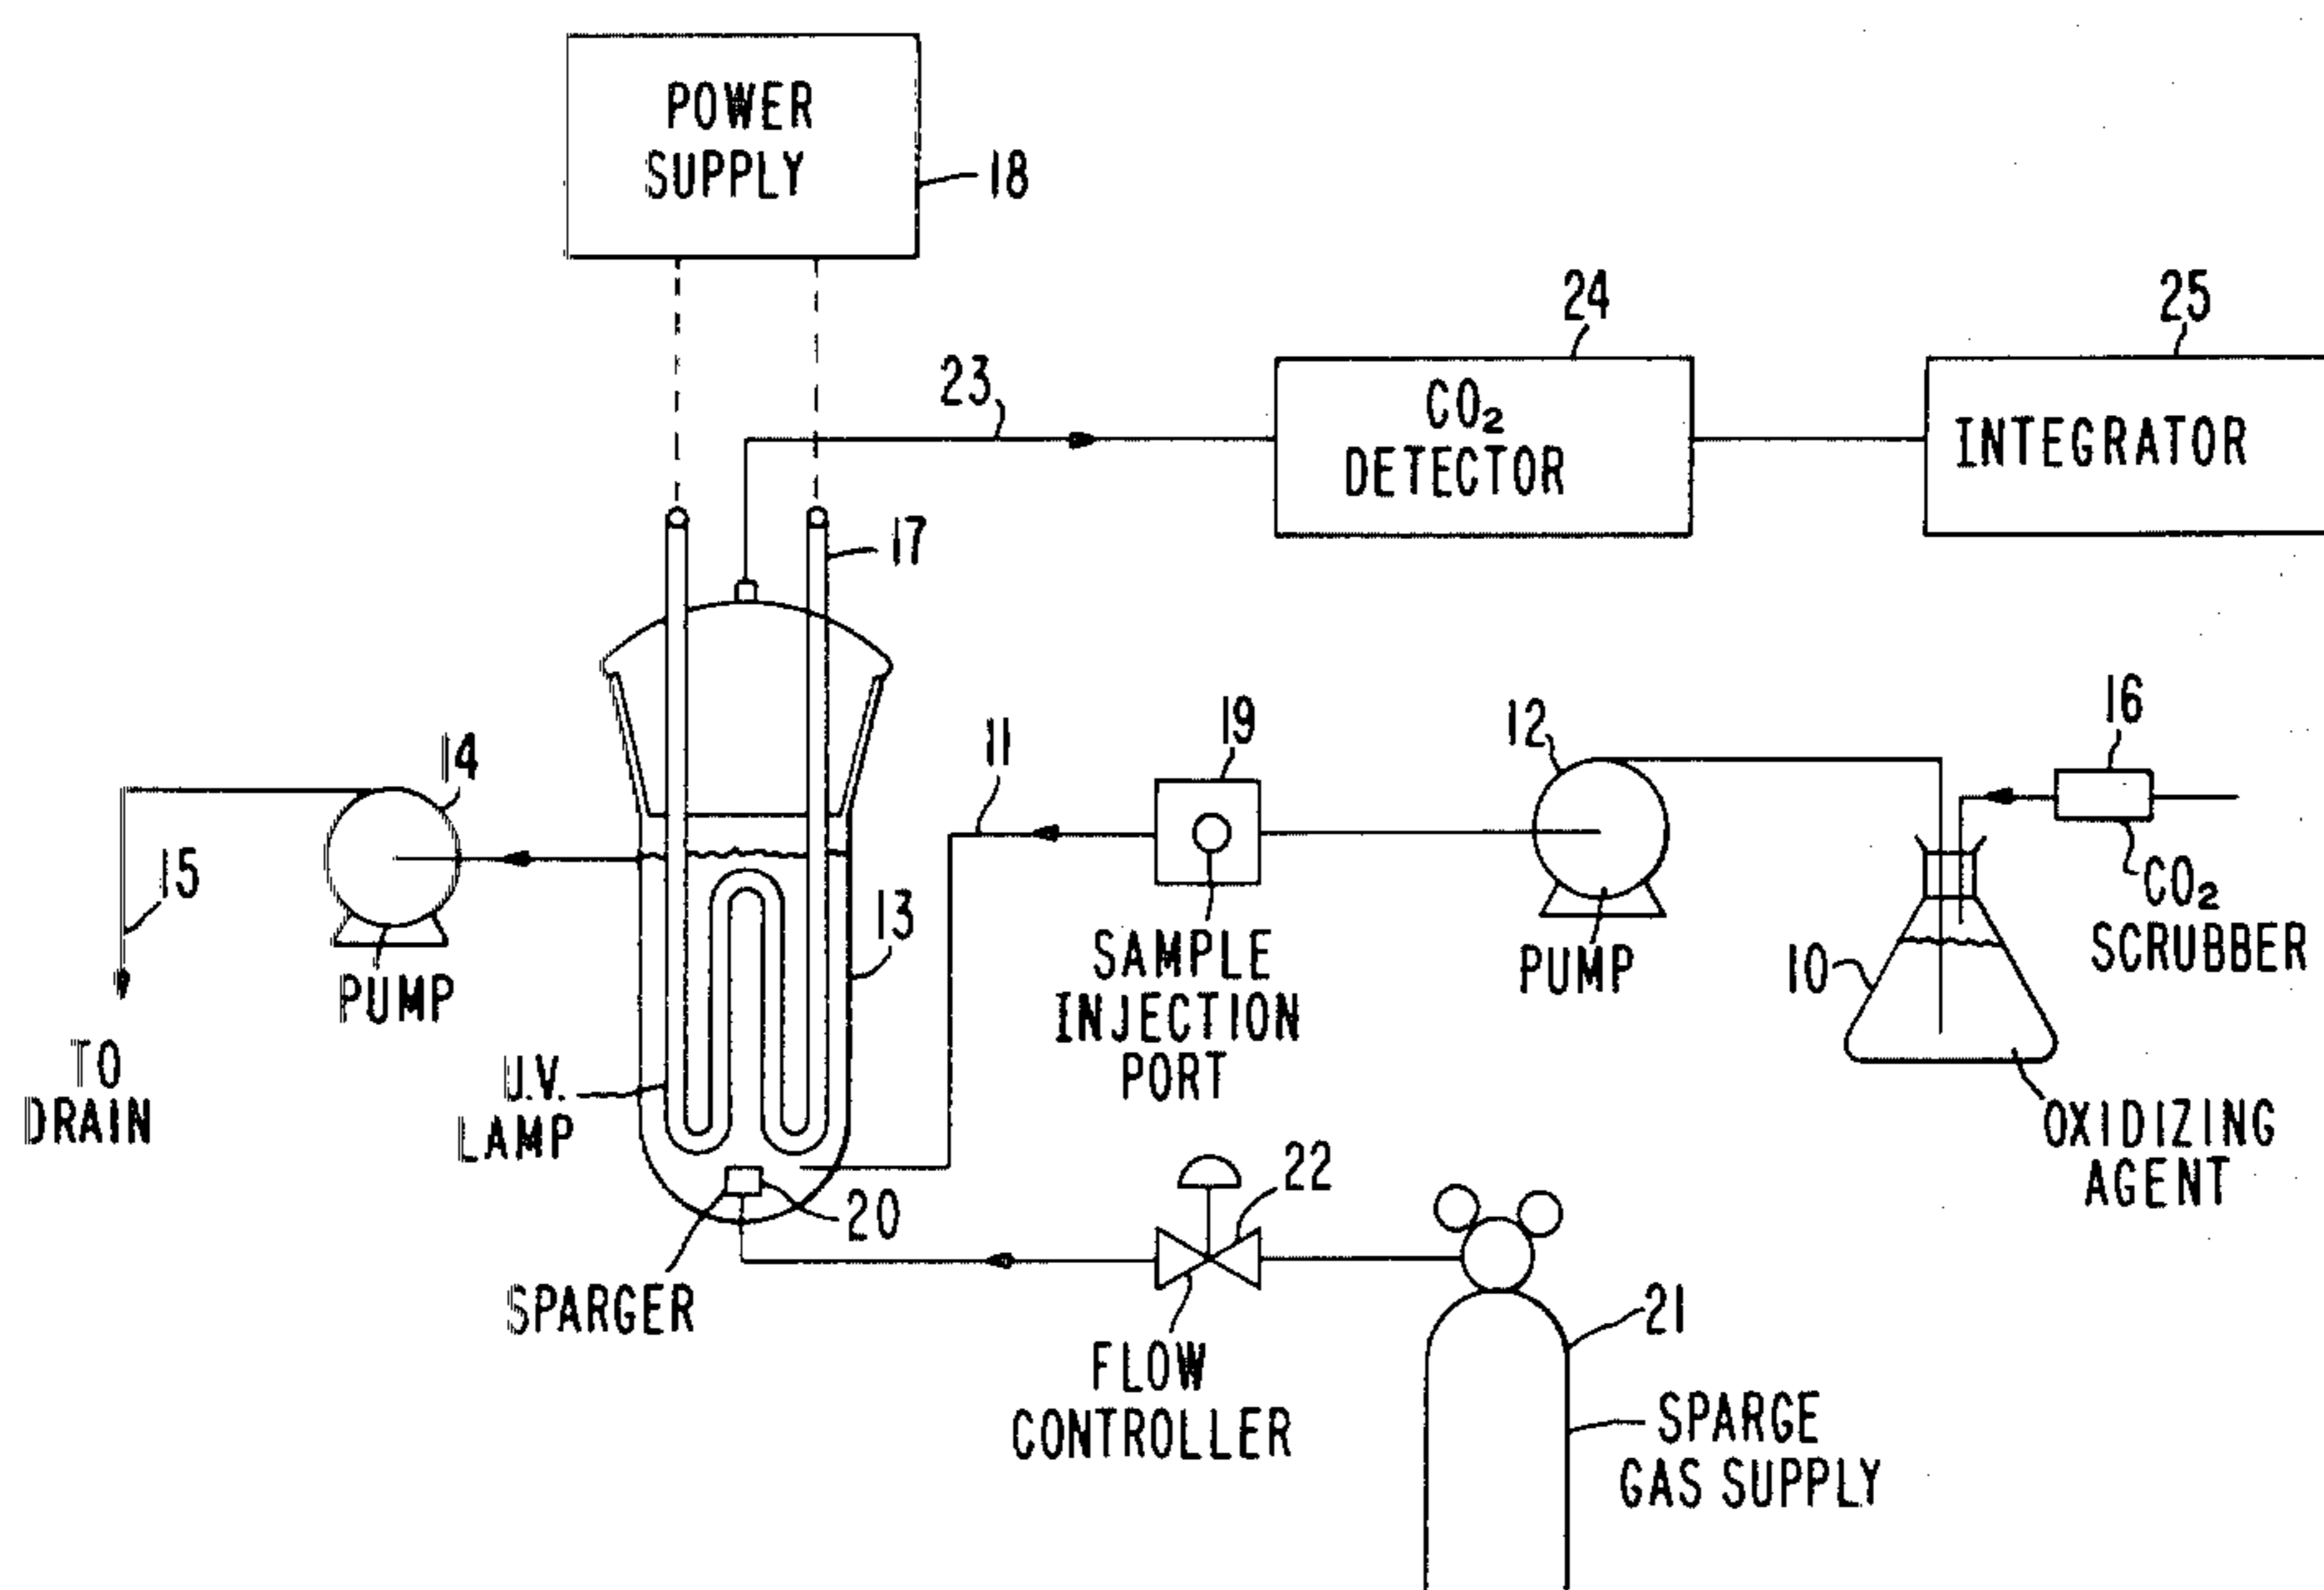 POWER
SUPPLY
18
24
25
23
CO₂
DETECTOR
INTEGRATOR
17
16
19
12
11
14
15
13
CO₂
SCRUBBER
10
SAMPLE
INJECTION
PORT
PUMP
PUMP
TO
DRAIN
U.V.
LAMP
OXIDIZING
AGENT
20
22
SPARGER
21
FLOW
CONTROLLER
SPARGE
GAS SUPPLY